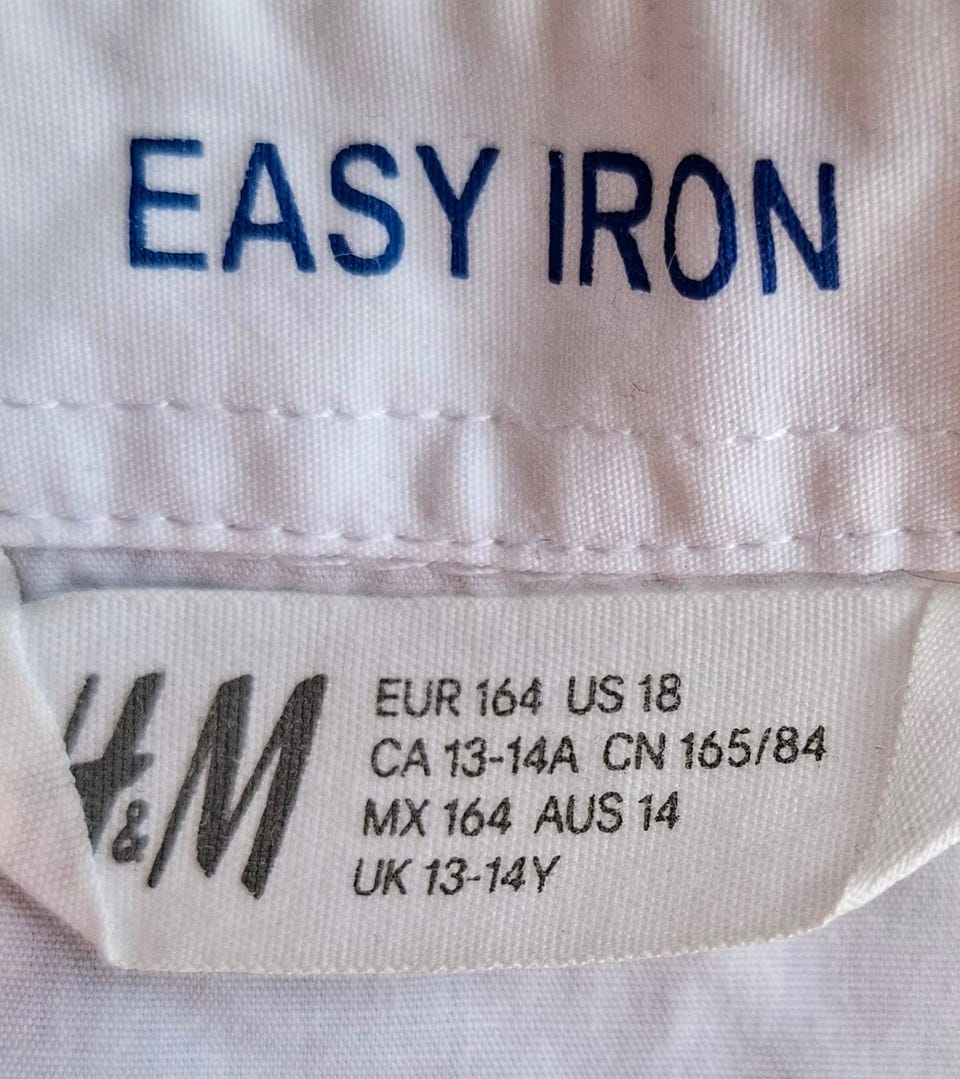 EASY IRON
H&M
EUR 164 US 18
CA 13-14A CN 165/84
MX 164 AUS 14
UK 13-14Y